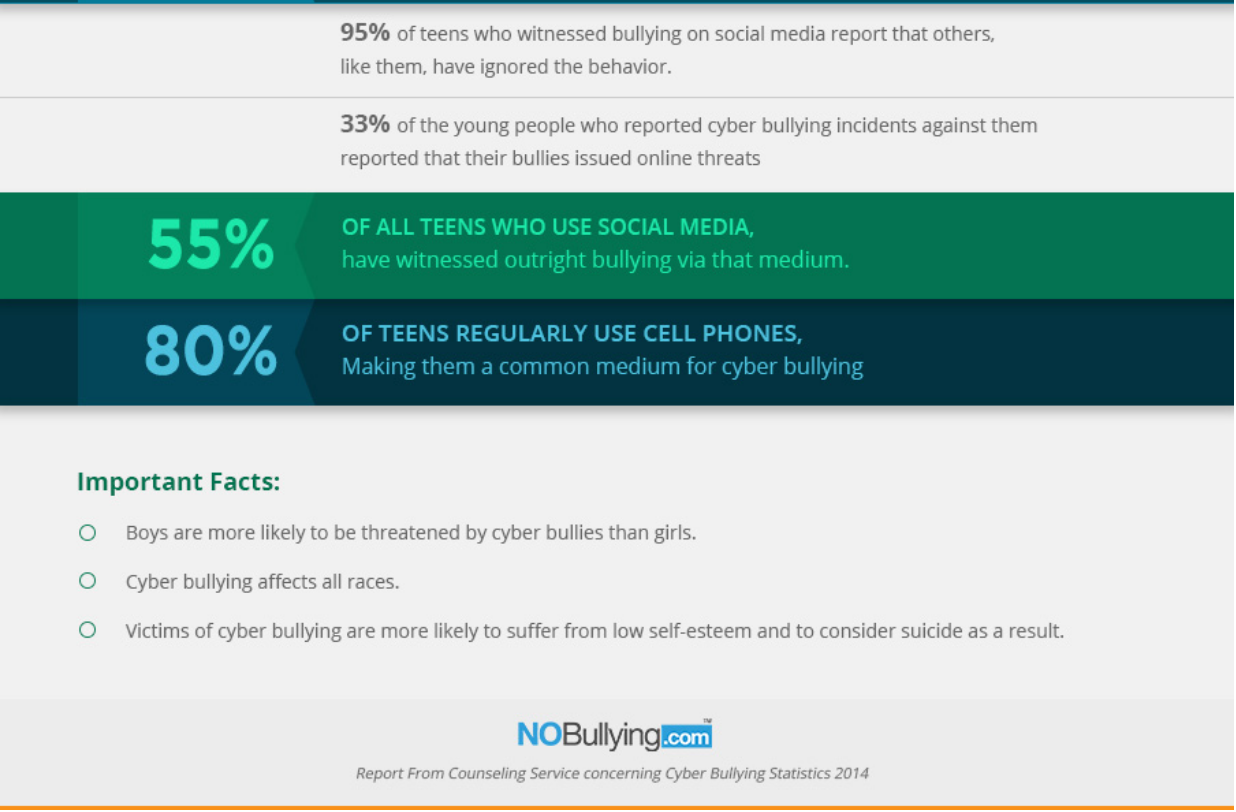 95% of teens who witnessed bullying on social media report that others,
like them, have ignored the behavior.
33% of the young people who reported cyber bullying incidents against them
reported that their bullies issued online threats
55%
OF ALL TEENS WHO USE SOCIAL MEDIA,
have witnessed outright bullying via that medium.
80%
OF TEENS REGULARLY USE CELL PHONES,
Making them a common medium for cyber bullying
Important Facts:
Boys are more likely to be threatened by cyber bullies than girls.
Cyber bullying affects all races.
Victims of cyber bullying are more likely to suffer from low self-esteem and to consider suicide as a result.
NOBullying.com™
Report From Counseling Service concerning Cyber Bullying Statistics 2014